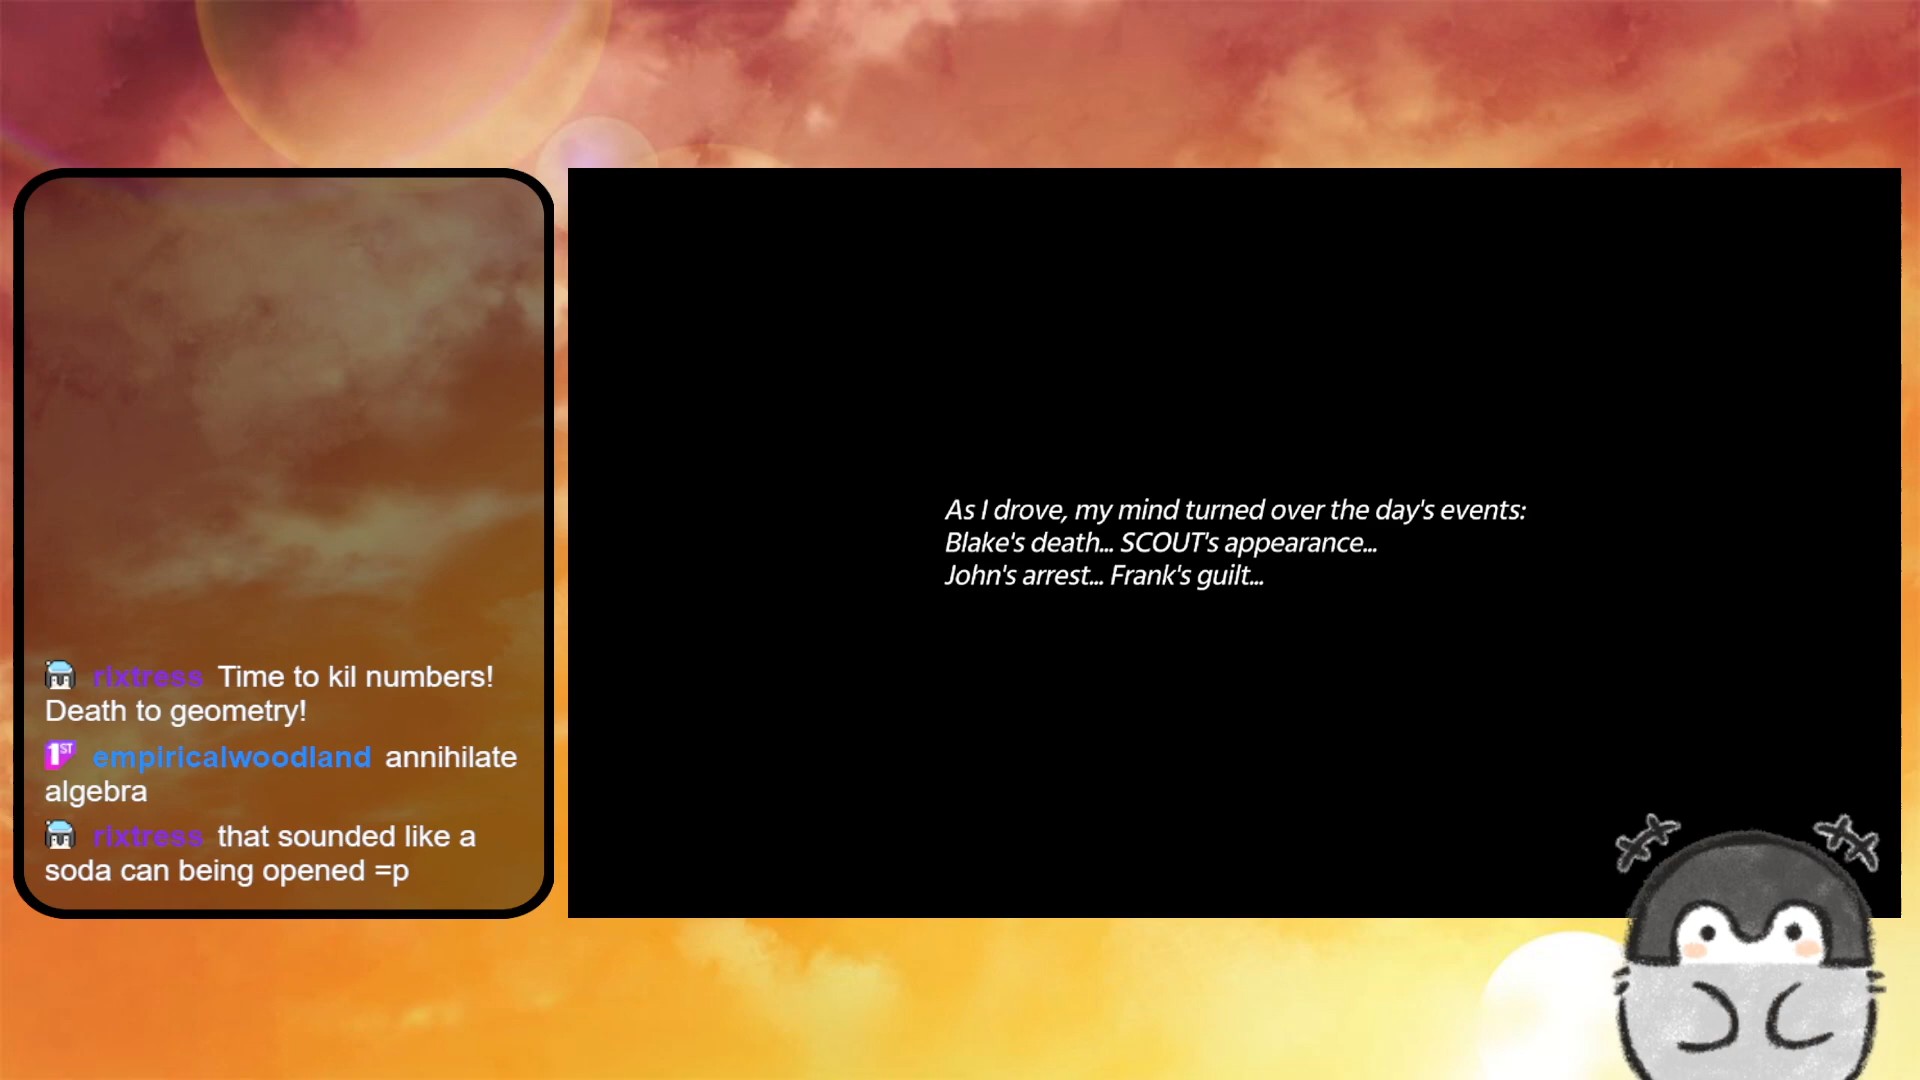 rixtress Time to kil numbers!
Death to geometry!
1ST empiricalwoodland annihilate
algebra
rixtress that sounded like a
soda can being opened =p
As I drove, my mind turned over the day's events:
Blake's death... SCOUT's appearance...
John's arrest... Frank's guilt...